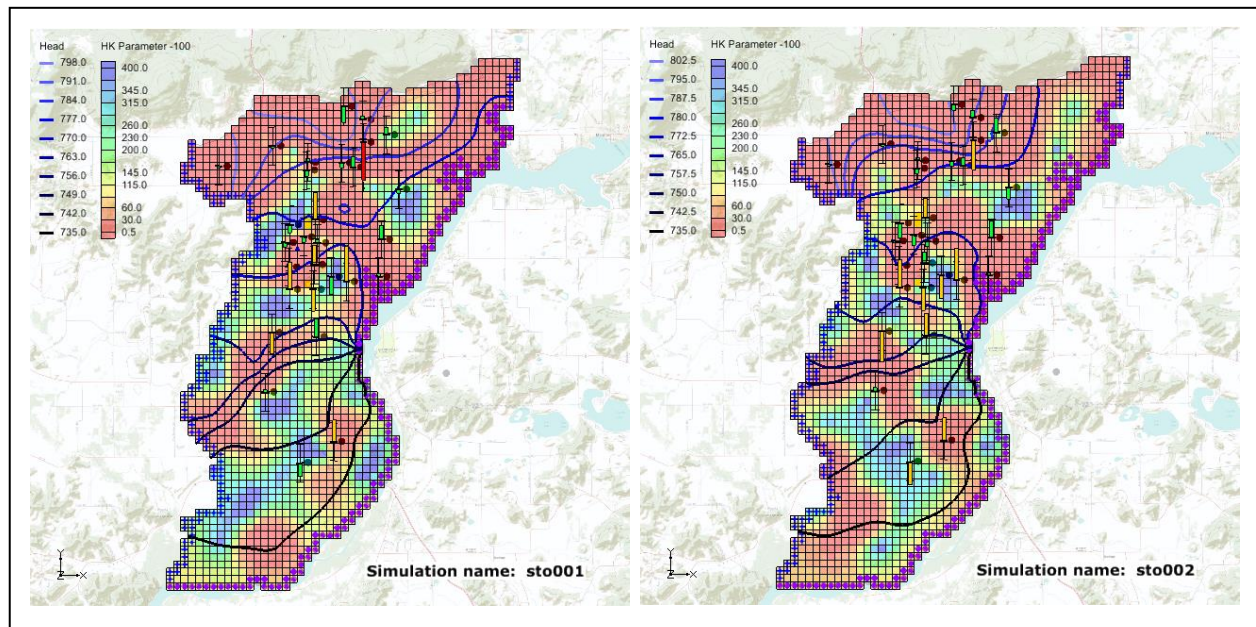 Head HK Parameter -100
798.0 400.0
791.0 345.0
784.0 315.0
777.0 260.0
770.0 230.0
763.0 200.0
756.0 145.0
749.0 115.0
742.0 60.0
735.0 30.0
0.5
Y
Z X
Simulation name: sto001
Head HK Parameter -100
802.5 400.0
795.0 345.0
787.5 315.0
780.0 260.0
772.5 230.0
765.0 200.0
757.5 145.0
750.0 115.0
742.5 60.0
735.0 30.0
0.5
Y
Z X
Simulation name: sto002